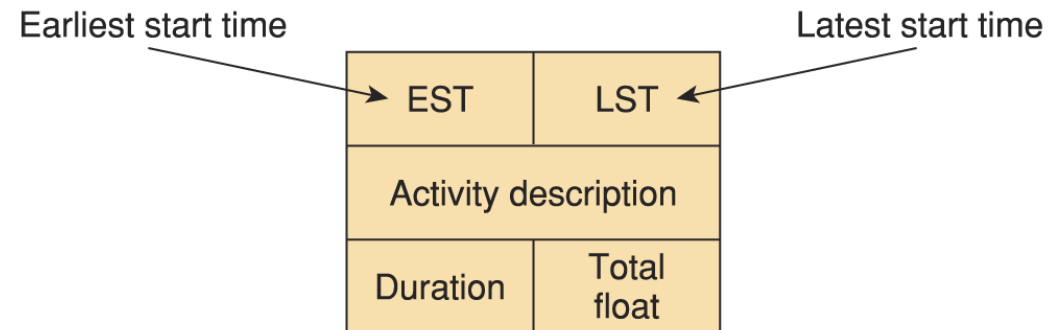 Earliest start time
Latest start time
EST
LST
Activity description
Duration
Total
float